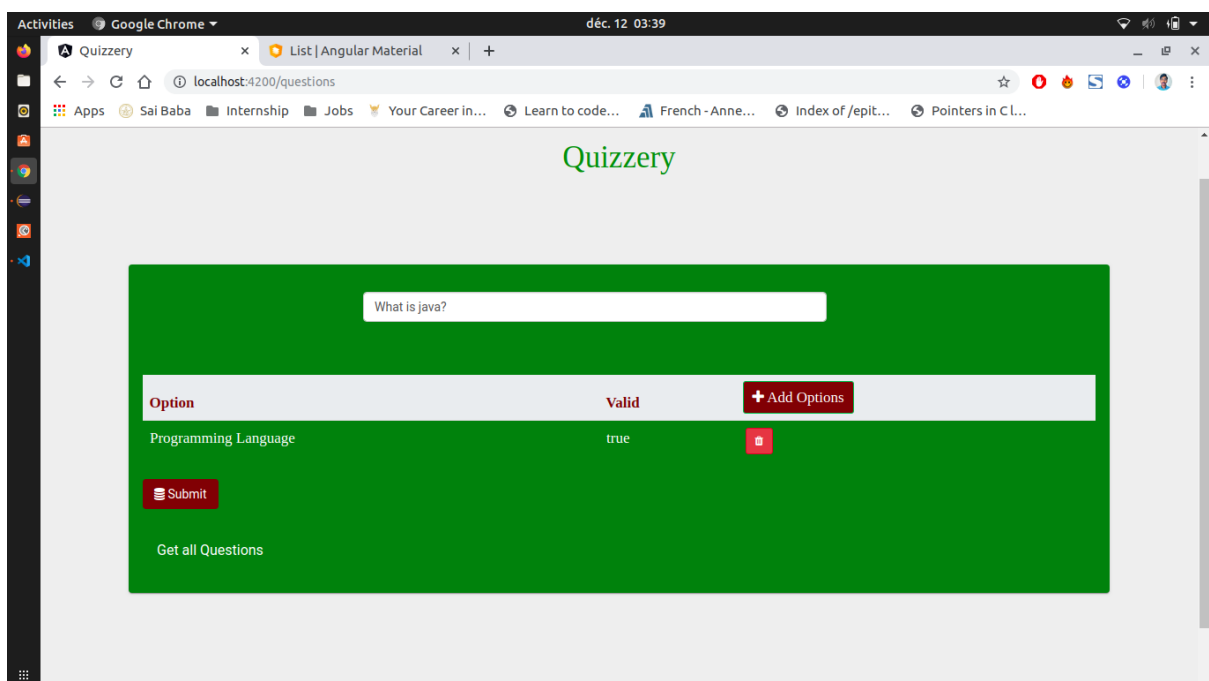 Activities Google Chrome déc. 12 03:39
Quizzery List | Angular Material
localhost:4200/questions
Apps Sai Baba Internship Jobs Your Career in... Learn to code... French - Anne... Index of /epit... Pointers in C l...
Quizzery
What is java?
Option Valid Add Options
Programming Language true
Submit
Get all Questions